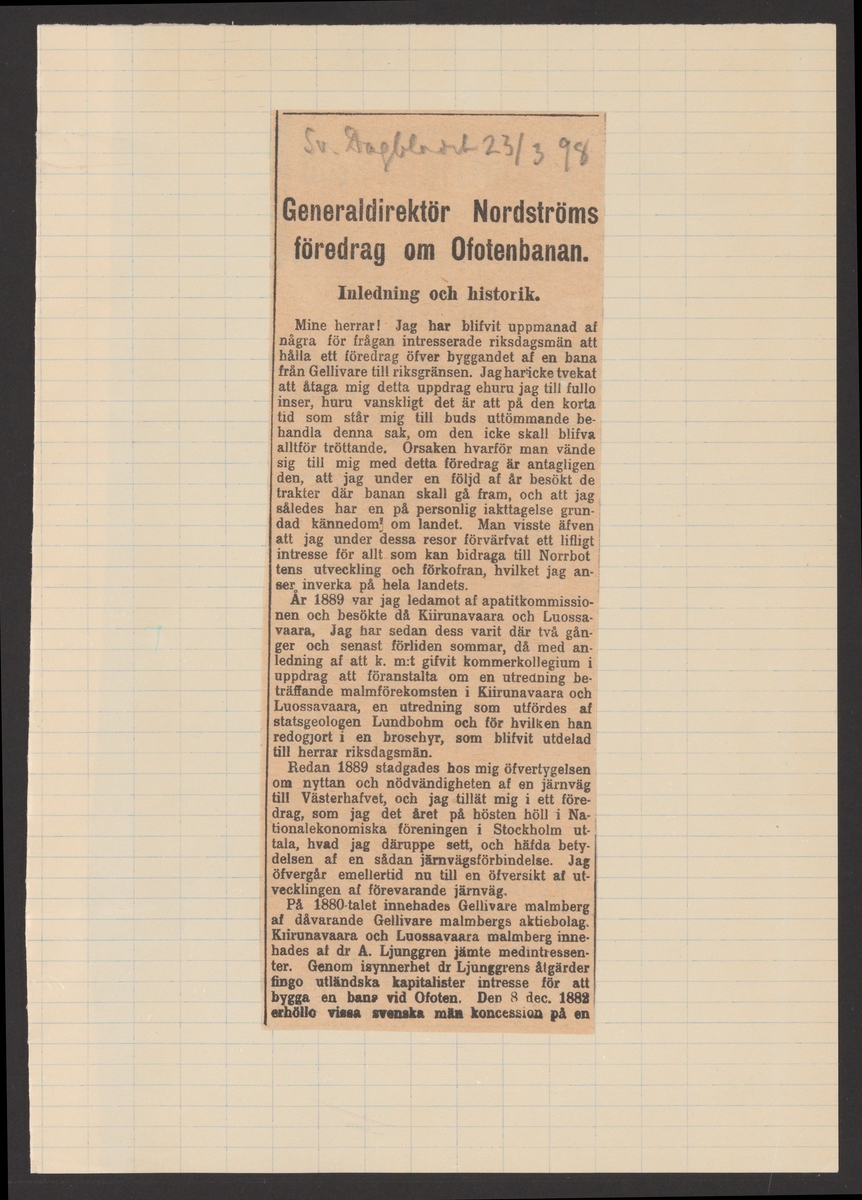 Sv. Dagbladet 23/3 98
Generaldirektör Nordströms
föredrag om Ofotenbanan.
Inledning och historik.
Mine herrar! Jag har blifvit uppmanad af
några för frågan intresserade riksdagsmän att
hålla ett föredrag öfver byggandet af en bana
från Gellivare till riksgränsen. Jag har icke tvekat
att åtaga mig detta uppdrag ehuru jag till fullo
inser, huru vanskligt det är att på den korta
tid som står mig till buds uttömmande be-
handla denna sak, om den icke skall blifva
alltför tröttande. Orsaken hvarför man vände
sig till mig med detta föredrag är antagligen
den, att jag under en följd af år besökt de
trakter där banan skall gå fram, och att jag
således har en på personlig iakttagelse grun-
dad kännedom om landet. Man visste äfven
att jag under dessa resor förvärfvat ett lifligt
intresse för allt som kan bidraga till Norrbot
tens utveckling och förkofran, hvilket jag an-
ser inverka på hela landets.
År 1889 var jag ledamot af apatitkommissio-
nen och besökte då Kiirunavaara och Luossa-
vaara, Jag har sedan dess varit där två gån-
ger och senast förliden sommar, då med an-
ledning af att k. m:t gifvit kommerkollegium i
uppdrag att föranstalta om en utredning be-
träffande malmförekomsten i Kiirunavaara och
Luossavaara, en utredning som utfördes af
statsgeologen Lundbohm och för hvilken han
redogjort i en broschyr, som blifvit utdelad
till herrar riksdagsmän.
Redan 1889 stadgades hos mig öfvertygelsen
om nyttan och nödvändigheten af en järnväg
till Västerhafvet, och jag tillät mig i ett före-
drag, som jag det året på hösten höll i Na-
tionalekonomiska föreningen i Stockholm ut-
tala, hvad jag däruppe sett, och häfda bety-
delsen af en sådan järnvägsförbindelse. Jag
öfvergår emellertid nu till en öfversikt af ut-
vecklingen af förevarande järnväg.
På 1880-talet innehades Gellivare malmberg
af dåvarande Gellivare malmbergs aktiebolag.
Kiirunavaara och Luossavaara malmberg inne-
hades af dr A. Ljunggren jämte medintressen-
ter. Genom isynnerhet dr Ljunggrens åtgärder
fingo utländska kapitalister intresse för att
bygga en bana vid Ofoten. Den 8 dec. 1882
erhöllo vissa svenska män koncession på en